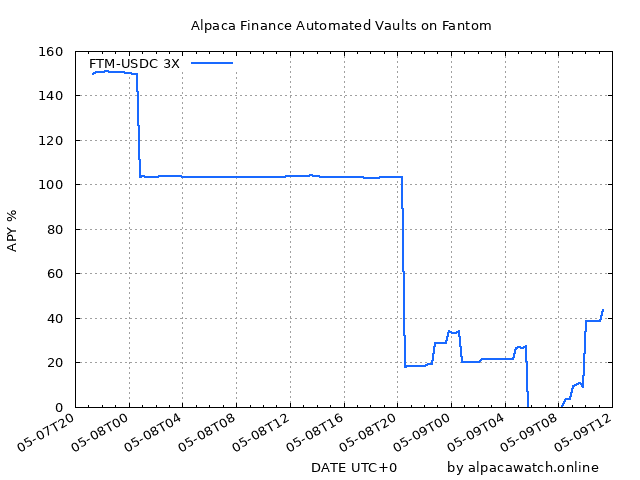 Alpaca Finance Automated Vaults on Fantom
FTM-USDC 3X
160
140
120
100
80
60
40
20
0
APY %
05-07T20
05-08T00
05-08T04
05-08T08
05-08T12
05-08T16
05-08T20
05-09T00
05-09T04
05-09T08
05-09T12
DATE UTC+0
by alpacawatch.online